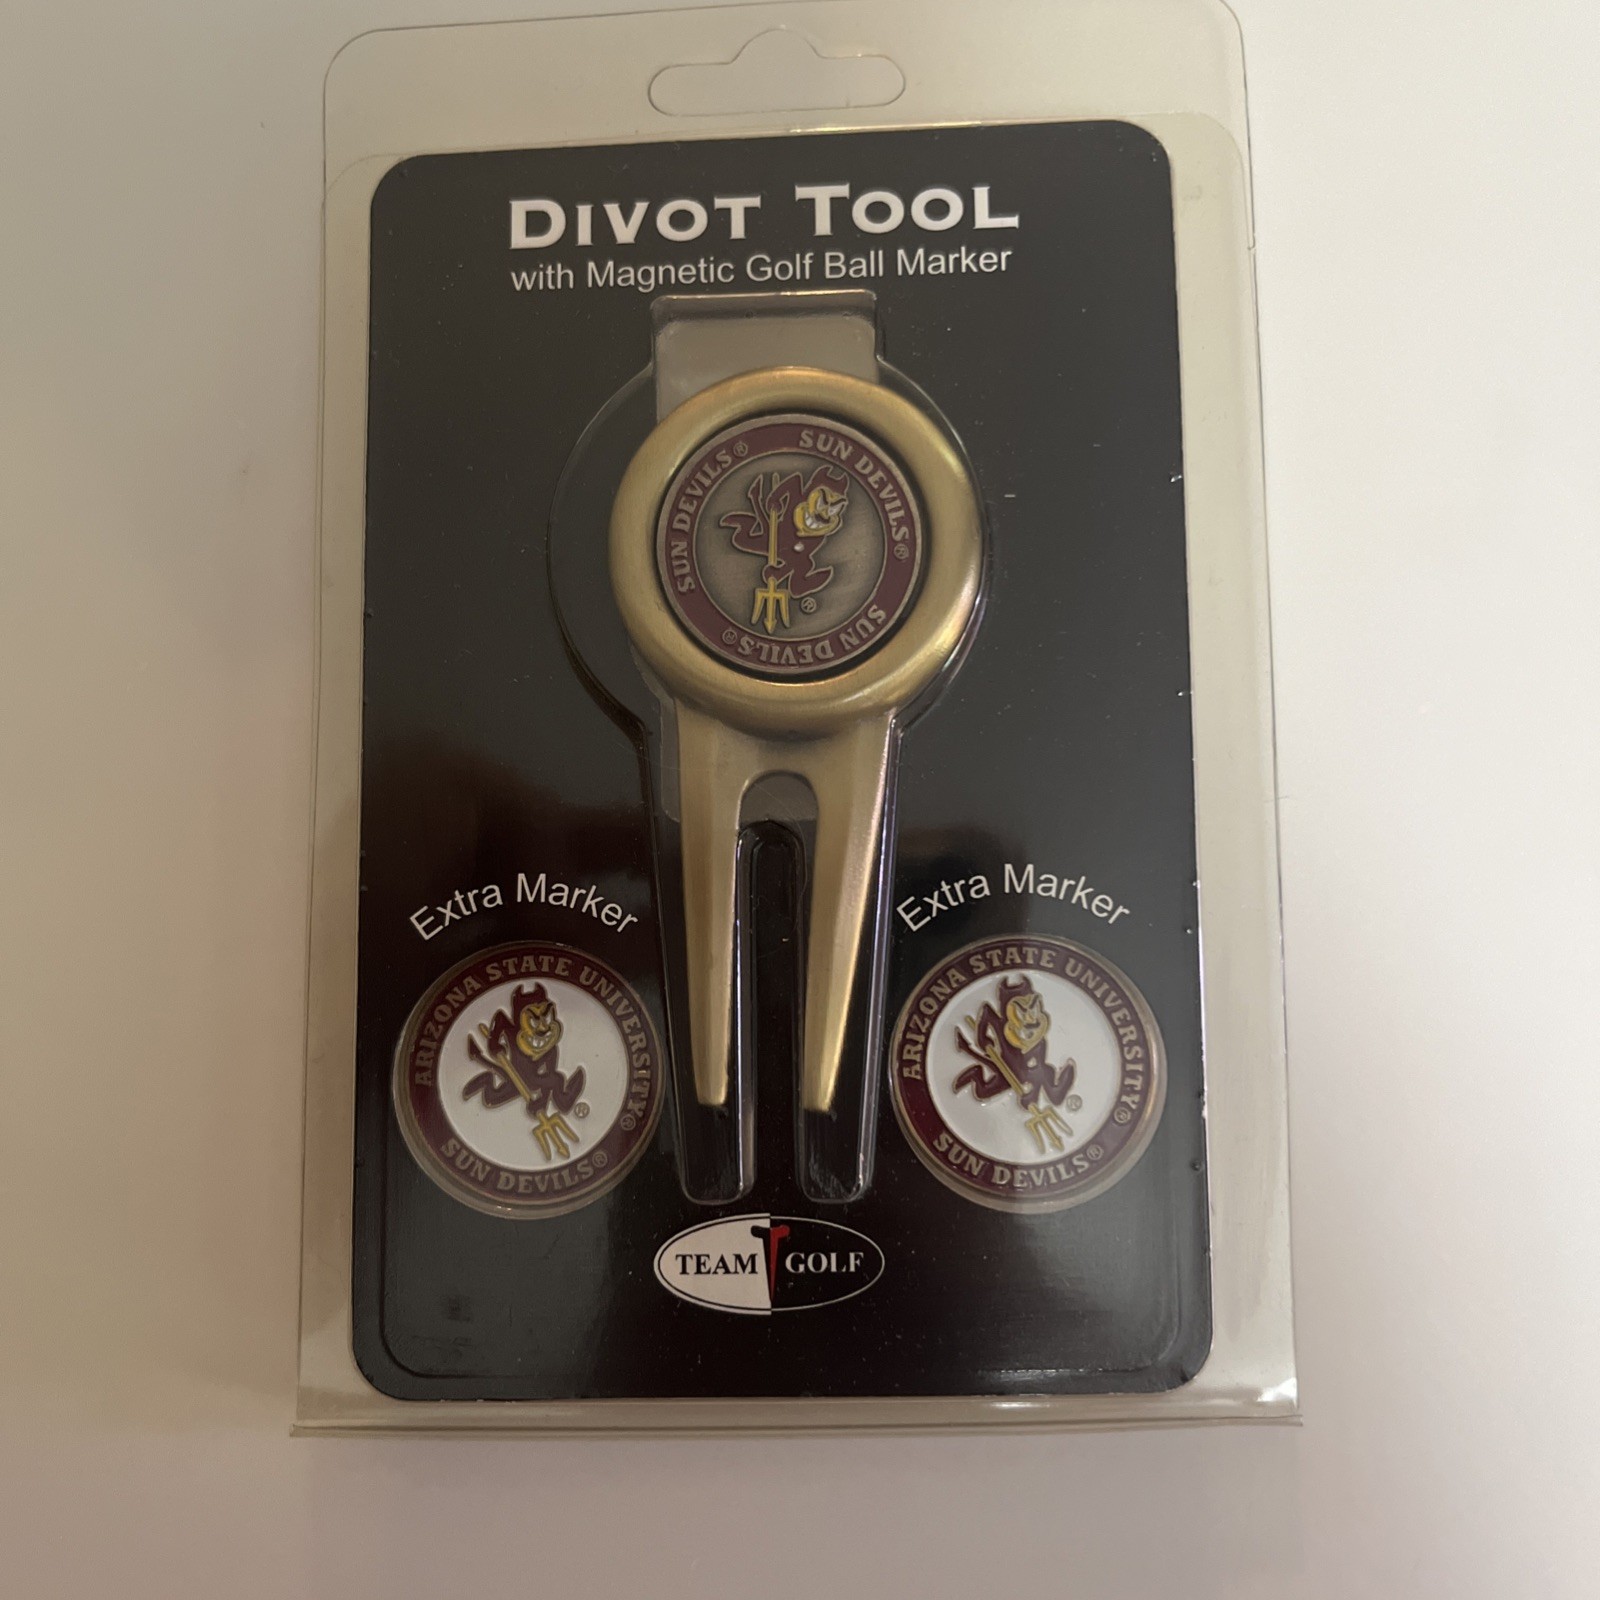 DIVOT TOOL
with Magnetic Golf Ball Marker
SUN DEVILS® SUN DEVILS® SUN DEVILS®
Extra Marker
Extra Marker
ARIZONA STATE UNIVERSITY®
SUN DEVILS®
®
ARIZONA STATE UNIVERSITY®
SUN DEVILS®
®
®
TEAM GOLF